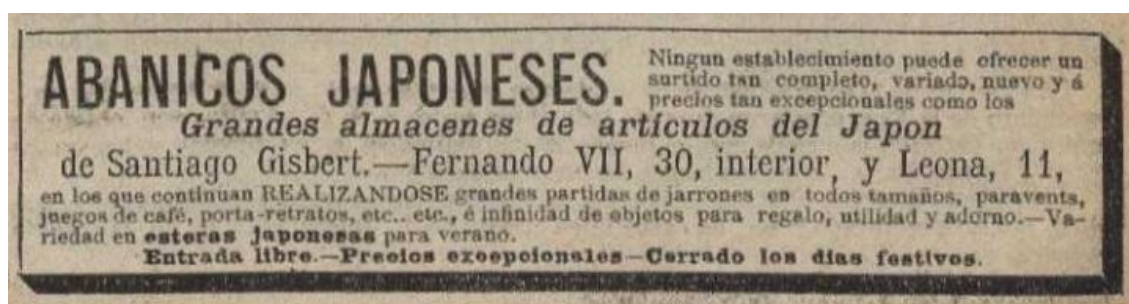 ABANICOS JAPONESES.
Ningun establecimiento puede ofrecer un
surtido tan completo, variado, nuevo y á
precios tan excepcionales como los
Grandes almacenes de artículos del Japon
de Santiago Gisbert.—Fernando VII, 30, interior, y Leona, 11,
en los que continuan REALIZANDOSE grandes partidas de jarrones en todos tamaños, paravents,
juegos de café, porta-retratos, etc.. etc., é infinidad de objetos para regalo, utilidad y adorno.—Va-
riedad en esteras japonesas para verano.
Entrada libre.—Precios excepcionales—Cerrado los dias festivos.